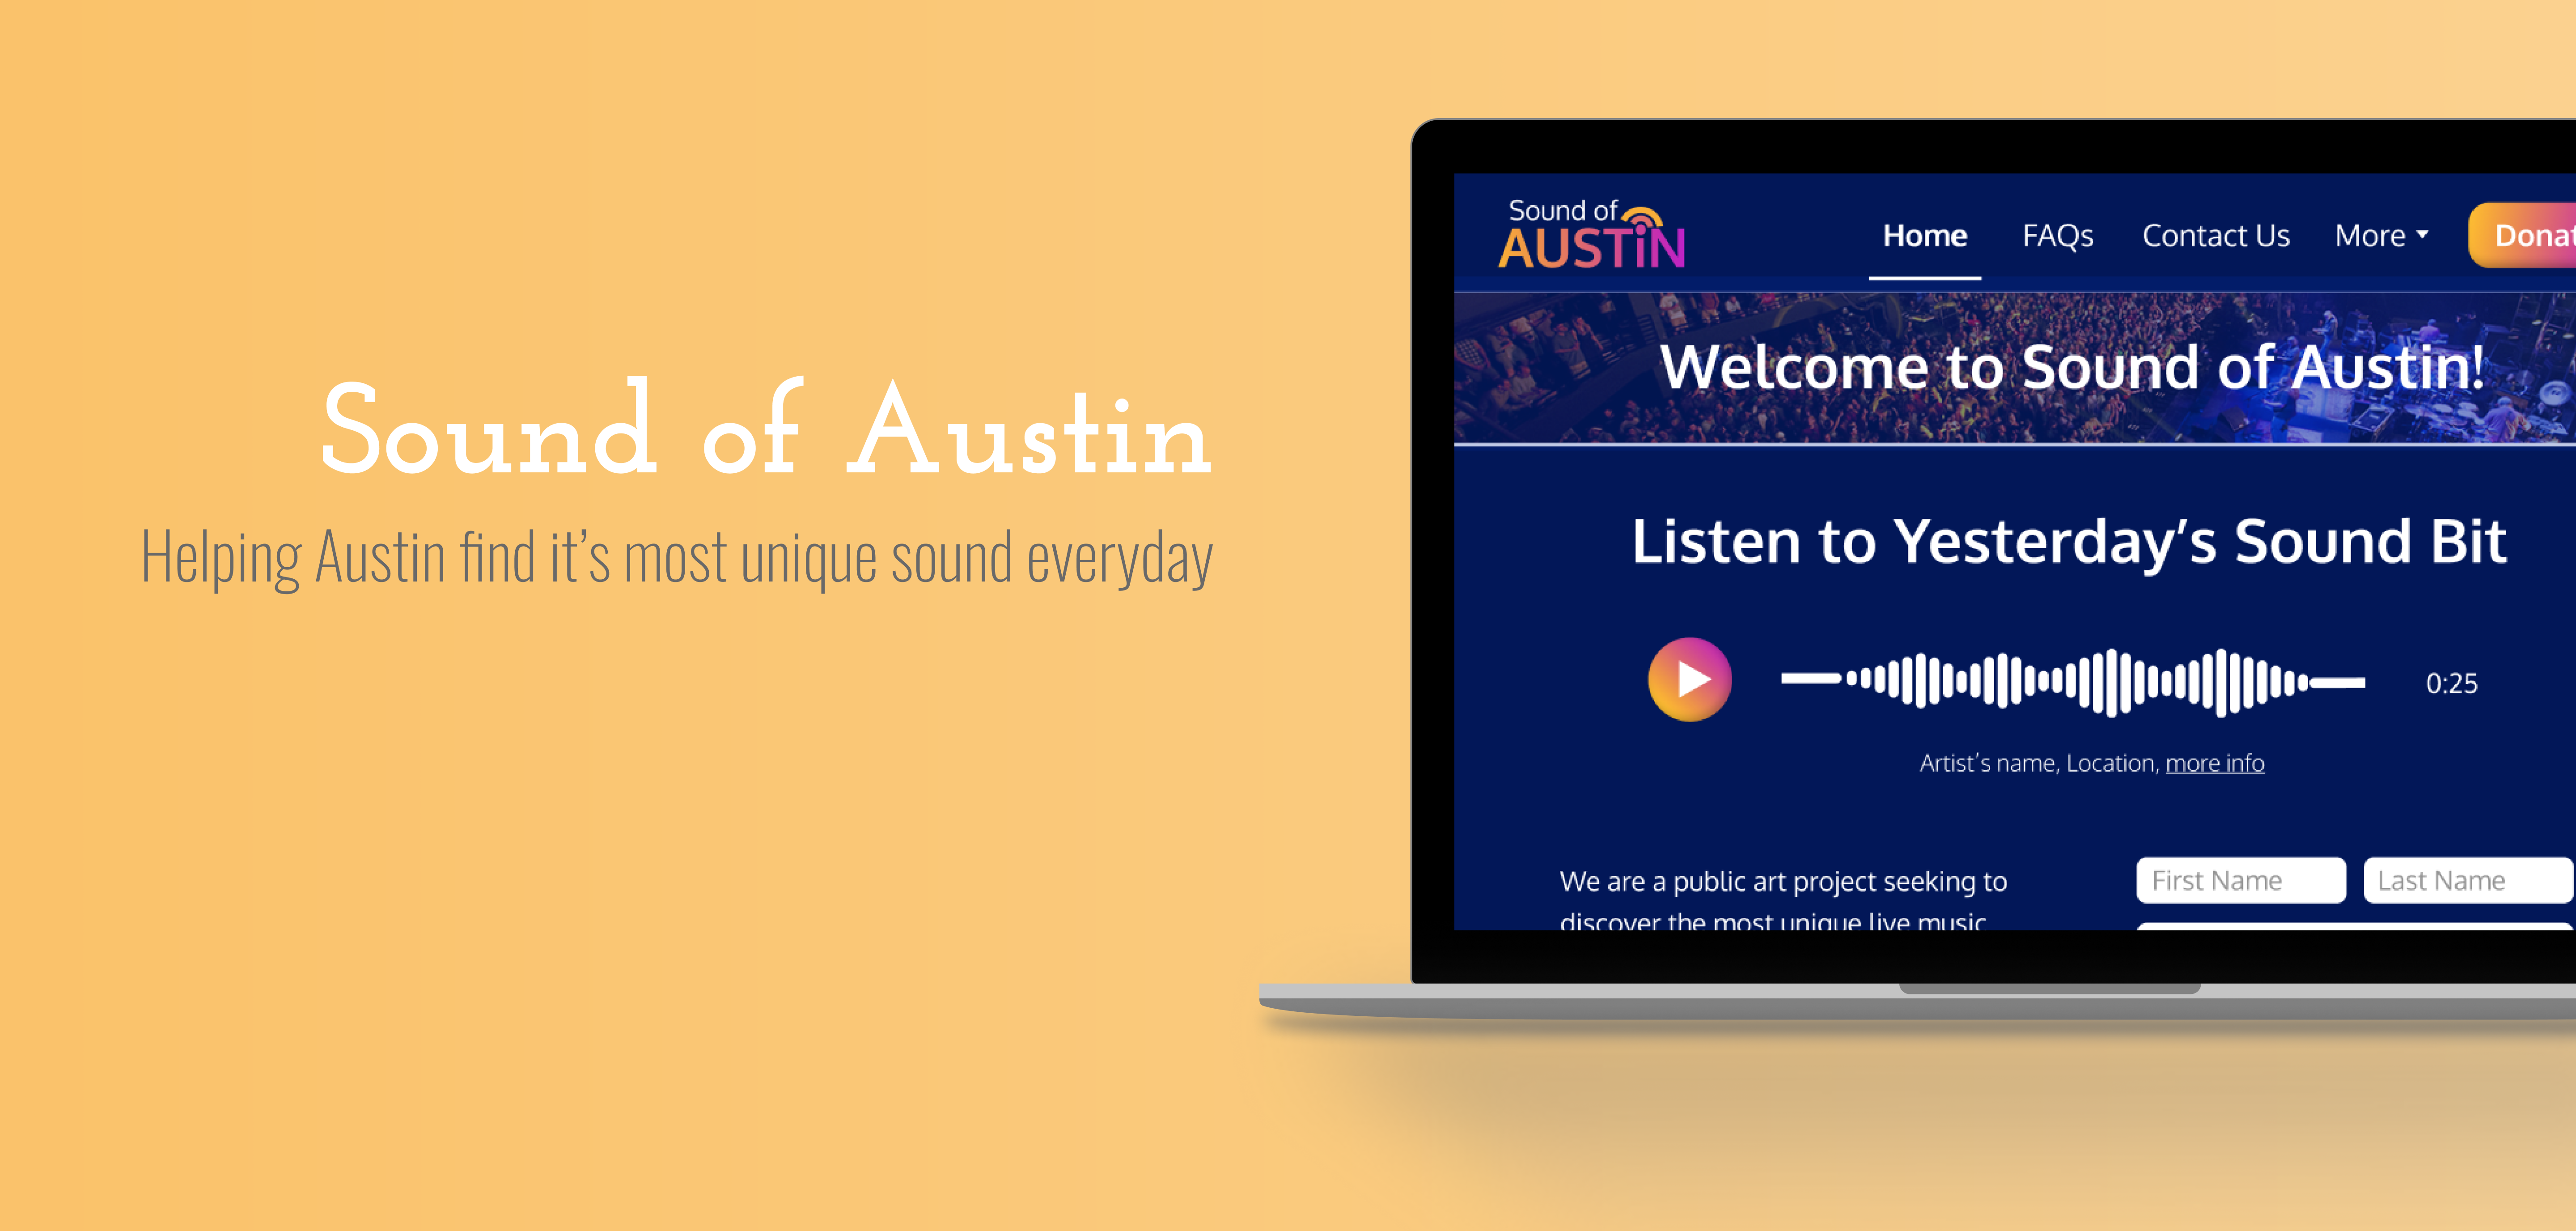 Sound of Austin
Helping Austin find it’s most unique sound everyday
Sound of
AUSTiN
Home FAQs Contact Us More
Welcome to Sound of Austin!
Listen to Yesterday’s Sound Bit
0:25
Artist’s name, Location, more info
We are a public art project seeking to
discover the most unique live music
First Name Last Name